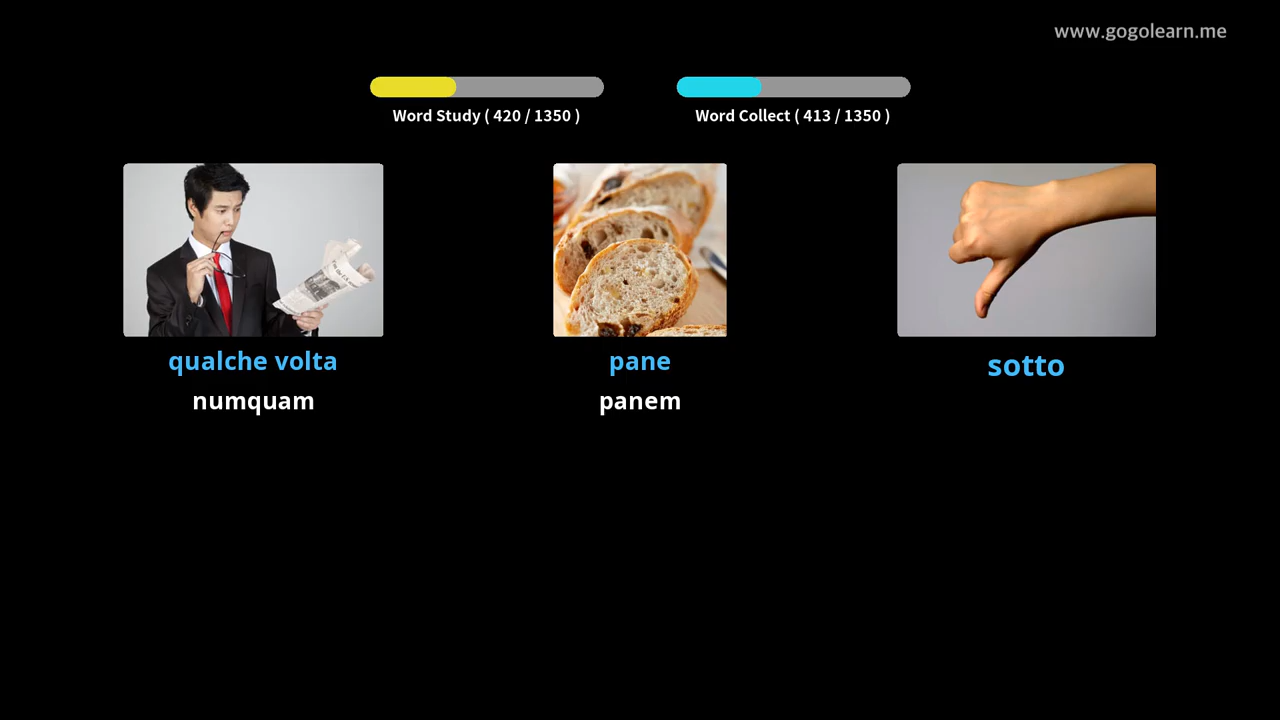 www.gogolearn.me
Word Study ( 420 / 1350 )
Word Collect ( 413 / 1350 )
qualche volta
numquam
pane
panem
sotto